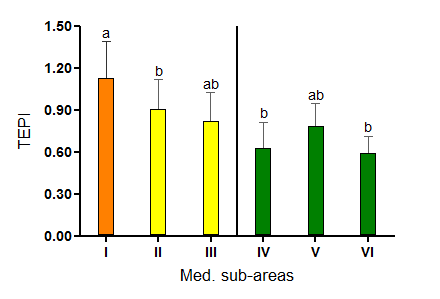 1.50
1.20
0.90
0.60
0.30
0.00
TEPI
a
b
ab
b
ab
b
I II III IV V VI
Med. sub-areas